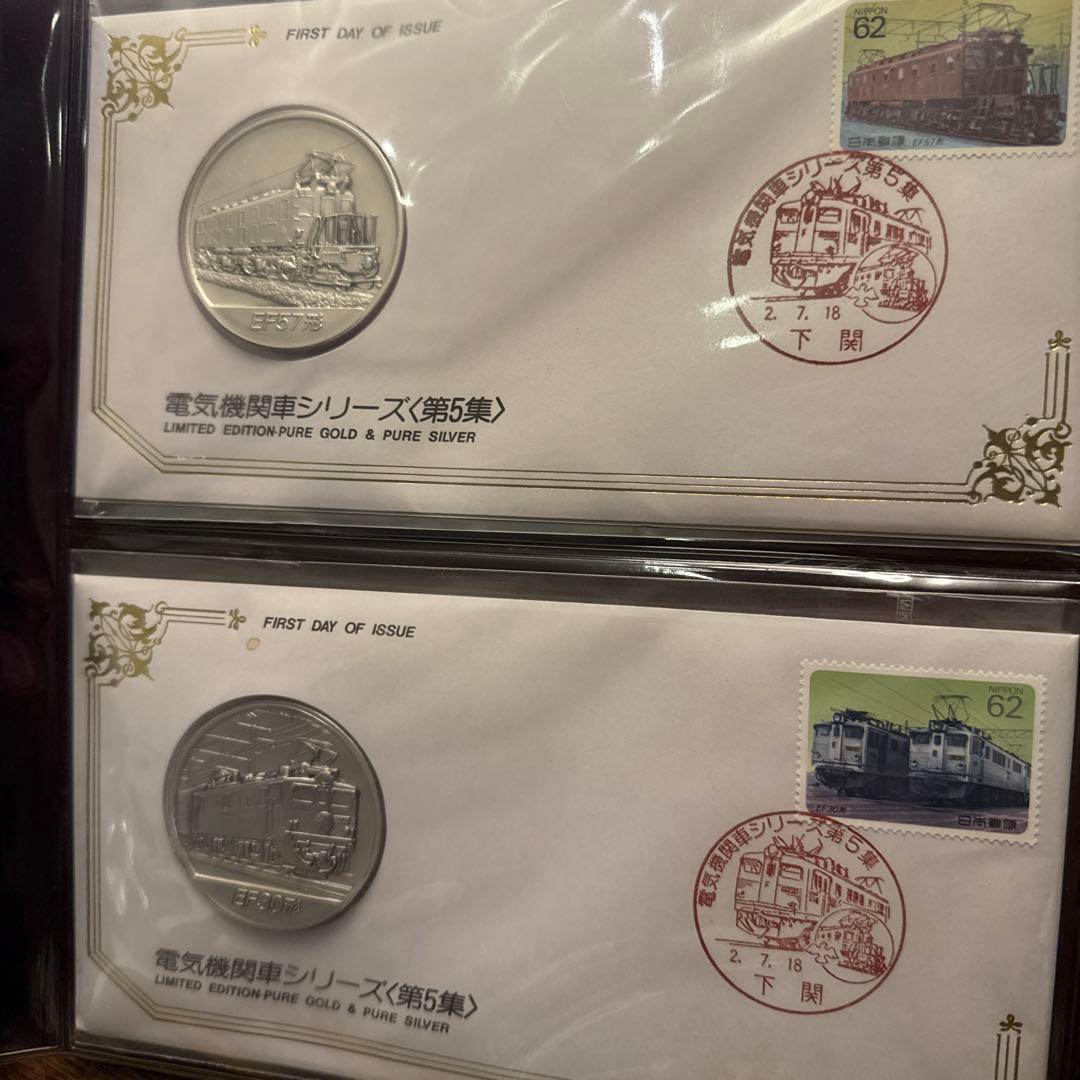 FIRST DAY OF ISSUE
NIPPON
62
日本郵便 EF57形
電気機関車シリーズ第5集
2. 7. 18
下関
EF57形
電気機関車シリーズ〈第5集〉
LIMITED EDITION-PURE GOLD & PURE SILVER
FIRST DAY OF ISSUE
NIPPON
62
EF30形
日本郵便
電気機関車シリーズ第5集
2. 7. 18
下関
EF30形
電気機関車シリーズ〈第5集〉
LIMITED EDITION-PURE GOLD & PURE SILVER